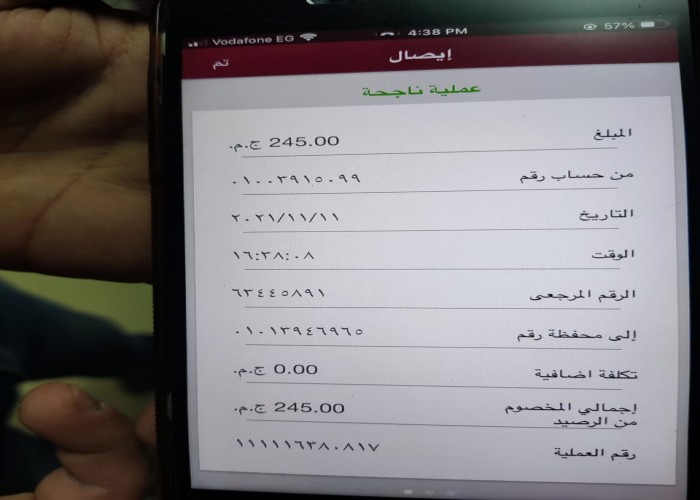 Vodafone EG 4:38 PM 57%
إيصال
تم
عملية ناجحة
المبلغ 245.00 ج.م.
من حساب رقم ٠١٠٠٣٩١٥٠٩٩
التاريخ ٢٠٢١/١١/١١
الوقت ١٦:٣٨:٠٨
الرقم المرجعى ٦٣٤٤٥٨٩١
إلى محفظة رقم ٠١٠١٣٩٤٦٩٦٥
تكلفة اضافية 0.00 ج.م.
إجمالي المخصوم 245.00 ج.م.
من الرصيد
رقم العملية ١١١١١٦٣٨٠٨١٧